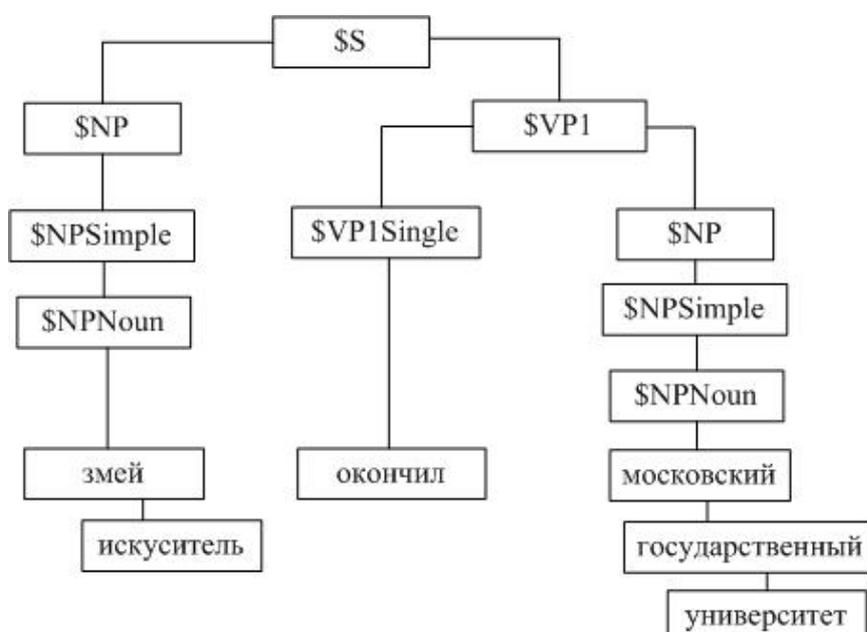 $S
$NP
$VP1
$NPSimple
$VP1Single
$NP
$NPNoun
$NPSimple
$NPNoun
змей
окончил
московский
искуситель
государственный
университет